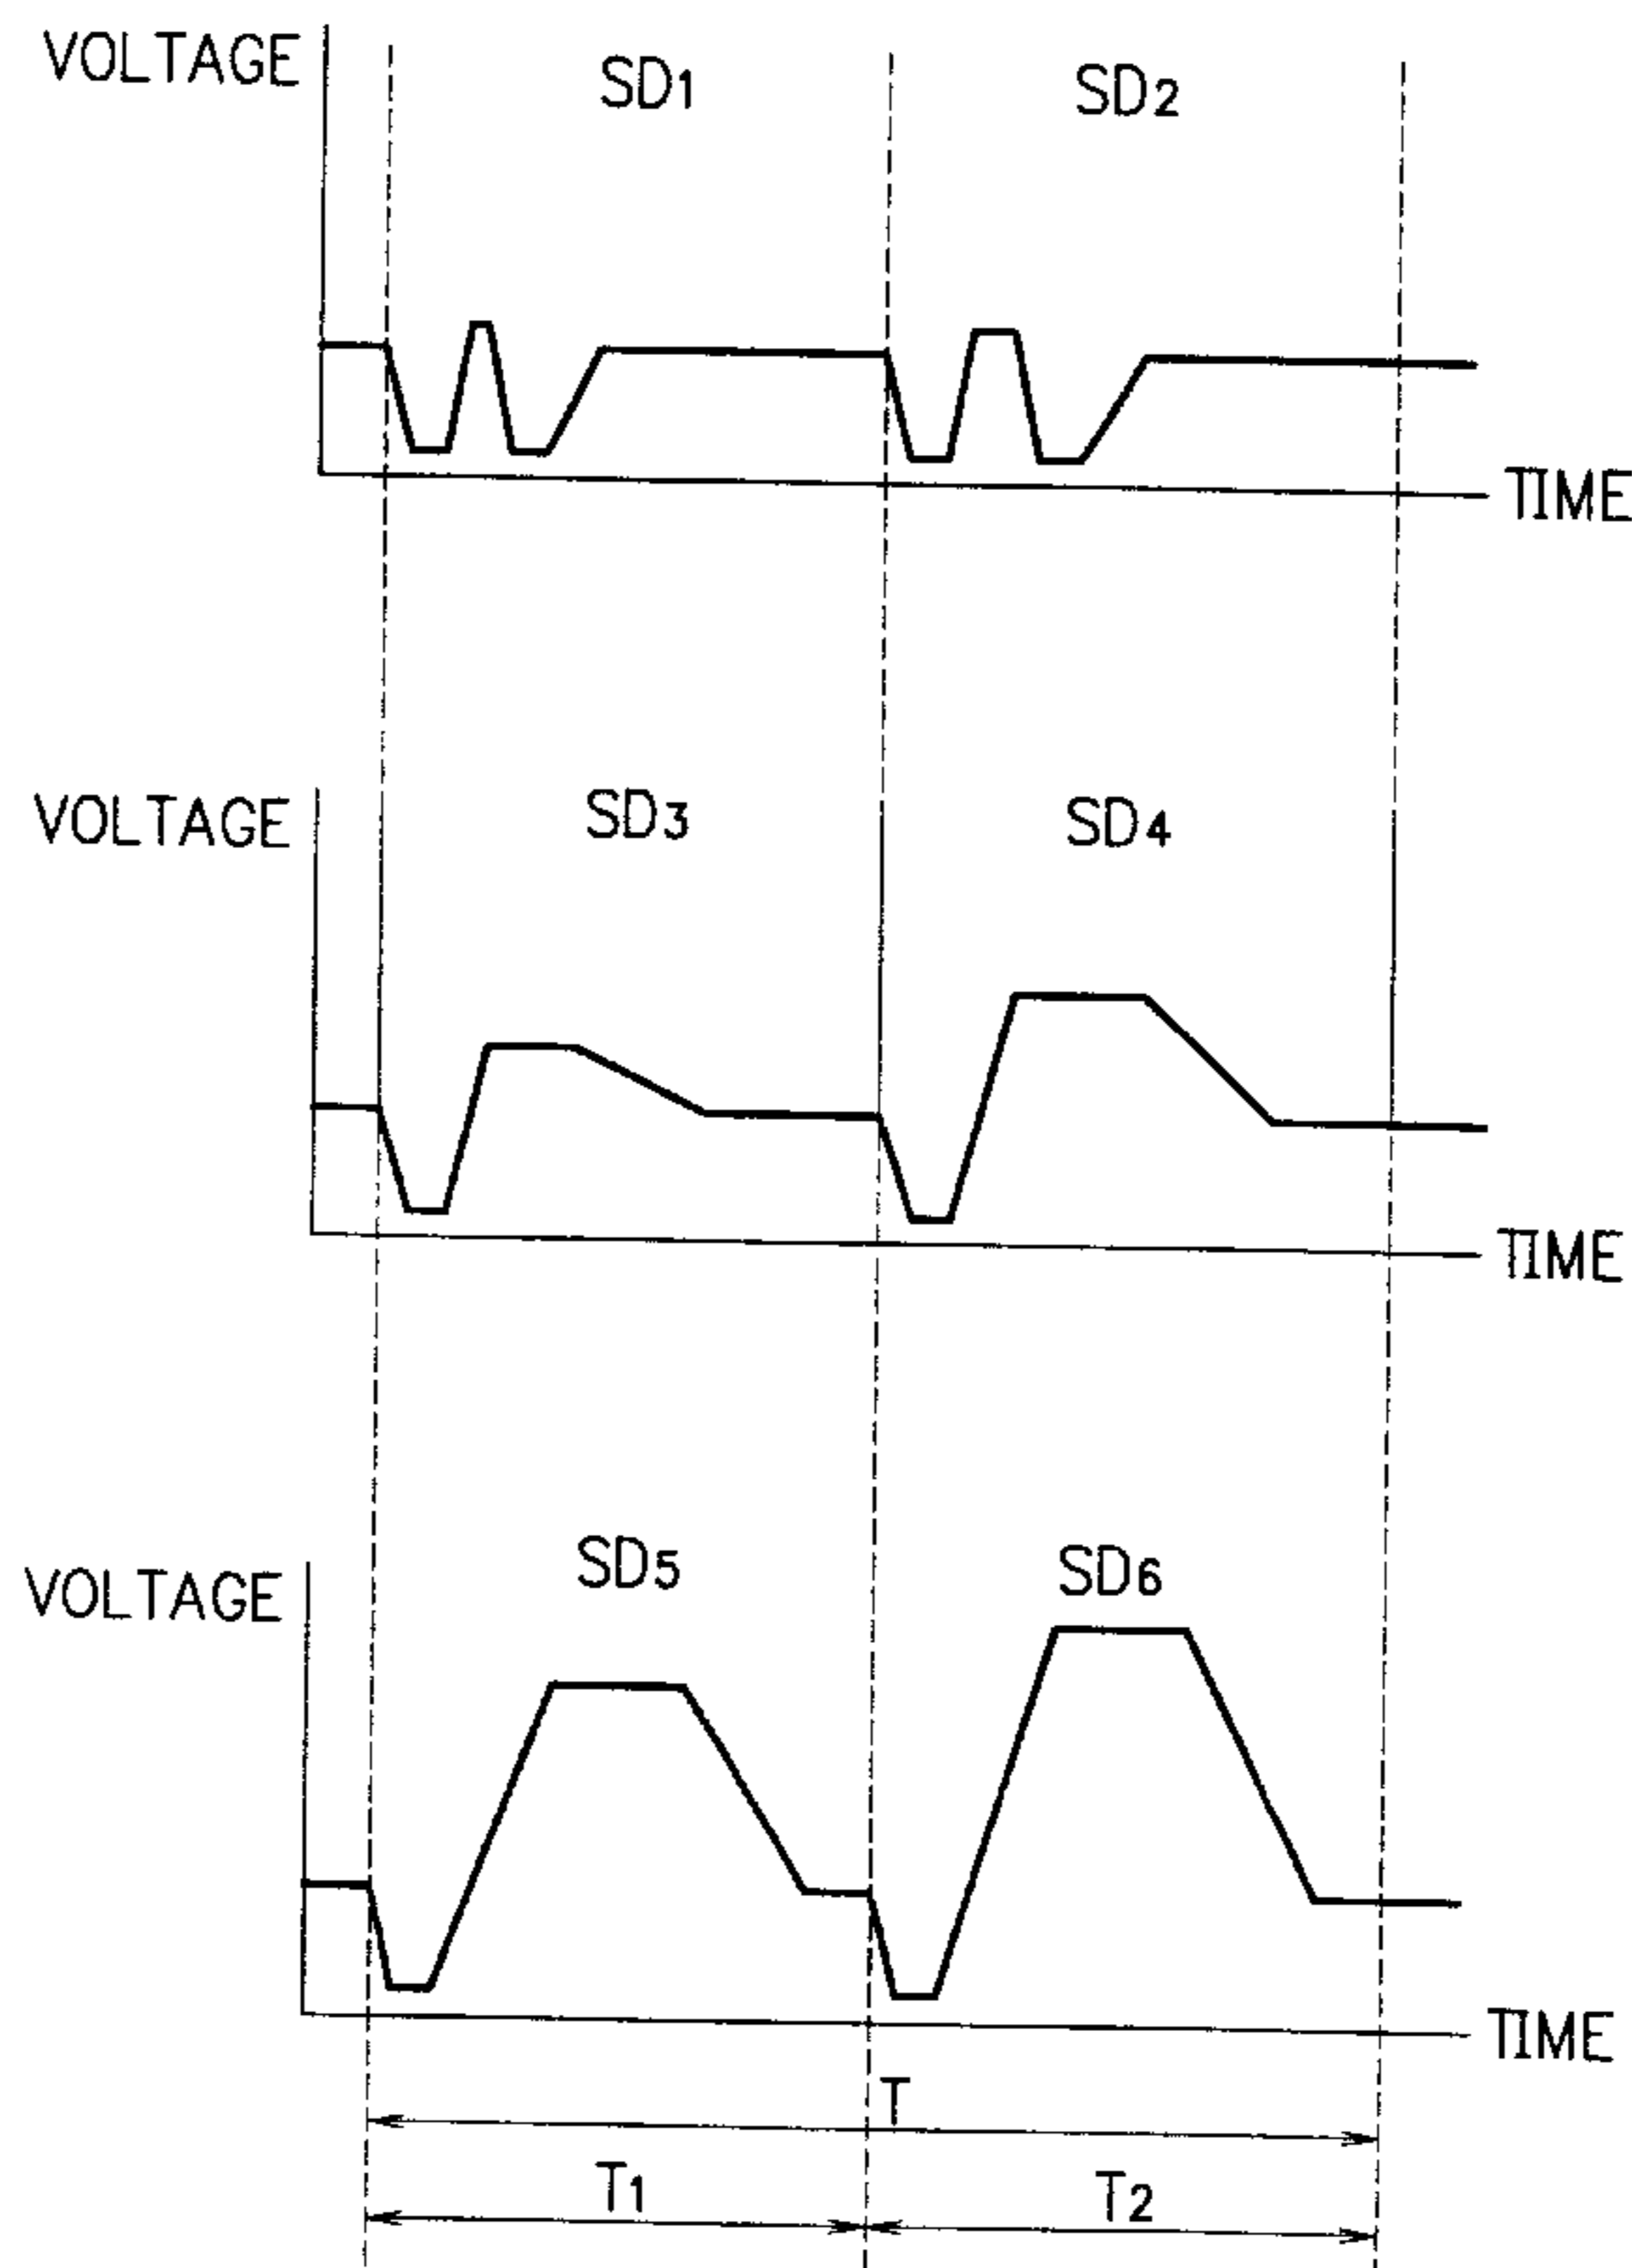 VOLTAGE SD1 SD2
TIME
VOLTAGE SD3 SD4
TIME
VOLTAGE SD5 SD6
TIME
T
T1 T2